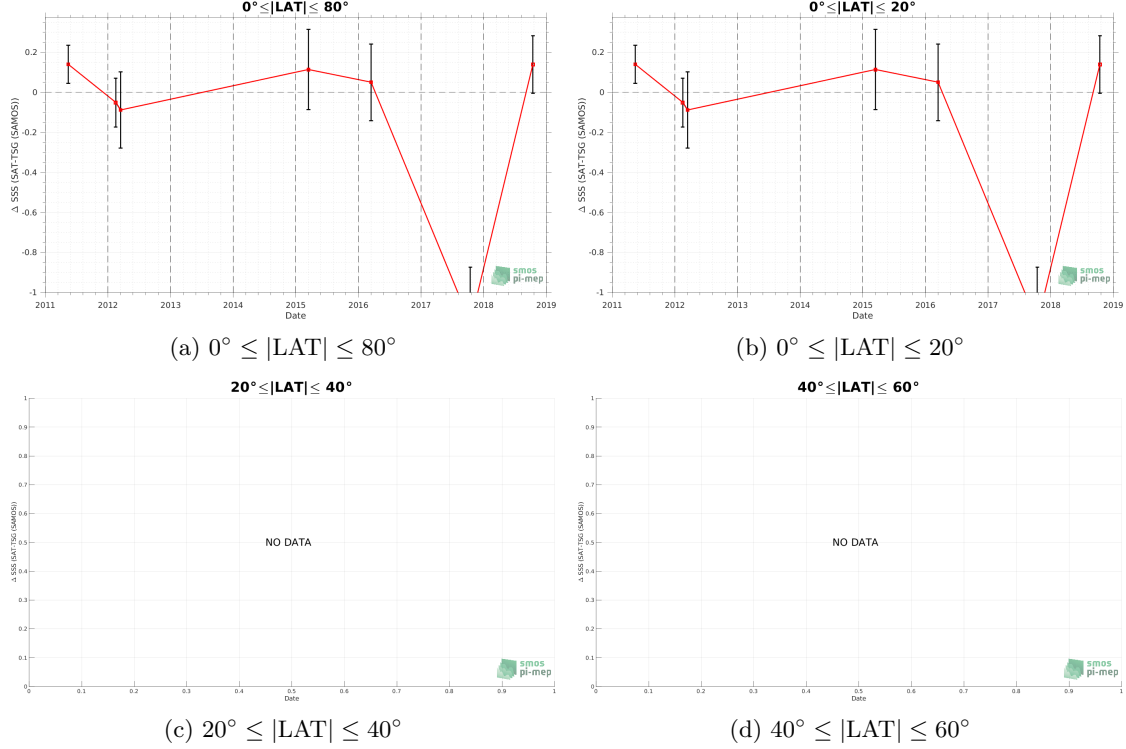 0°≤|LAT|≤ 80°
0.2
0
-0.2
-0.4
-0.6
-0.8
-1
Δ SSS (SAT-TSG (SAMOS))
2011 2012 2013 2014 2015 2016 2017 2018 2019
Date
smos
pi-mep
(a) 0° ≤ |LAT| ≤ 80°
0°≤|LAT|≤ 20°
0.2
0
-0.2
-0.4
-0.6
-0.8
-1
Δ SSS (SAT-TSG (SAMOS))
2011 2012 2013 2014 2015 2016 2017 2018 2019
Date
smos
pi-mep
(b) 0° ≤ |LAT| ≤ 20°
20°≤|LAT|≤ 40°
1
0.9
0.8
0.7
0.6
0.5
0.4
0.3
0.2
0.1
0
Δ SSS (SAT-TSG (SAMOS))
NO DATA
0 0.1 0.2 0.3 0.4 0.5 0.6 0.7 0.8 0.9 1
Date
smos
pi-mep
(c) 20° ≤ |LAT| ≤ 40°
40°≤|LAT|≤ 60°
1
0.9
0.8
0.7
0.6
0.5
0.4
0.3
0.2
0.1
0
Δ SSS (SAT-TSG (SAMOS))
NO DATA
0 0.1 0.2 0.3 0.4 0.5 0.6 0.7 0.8 0.9 1
Date
smos
pi-mep
(d) 40° ≤ |LAT| ≤ 60°